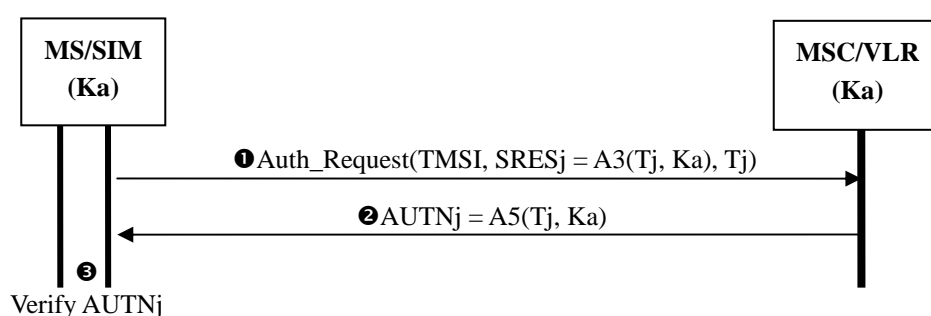 MS/SIM
(Ka)
MSC/VLR
(Ka)
❶Auth_Request(TMSI, SRESj = A3(Tj, Ka), Tj)
❷AUTNj = A5(Tj, Ka)
❸
Verify AUTNj